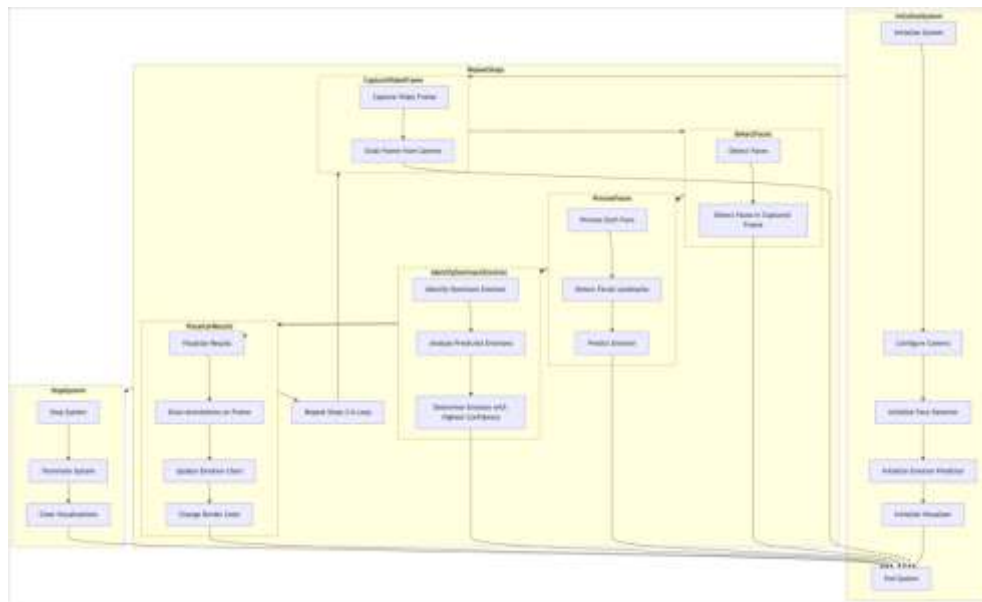 InitializeSystem
Initialize System
RepeatSteps
CaptureVideoFrame
Capture Video Frame
Grab Frame from Camera
DetectFaces
Detect Faces
Detect Faces in Captured
Frame
ProcessFaces
Process Each Face
Detect Facial Landmarks
Predict Emotion
IdentifyDominantEmotion
Identify Dominant Emotion
Analyze Predicted Emotions
Determine Emotion with
Highest Confidence
VisualizeResults
Visualize Results
Draw Annotations on Frame
Update Emotion Chart
Change Border Color
Repeat Steps 2-6 Loop
StopSystem
Stop System
Terminate System
Clear Visualizations
Configure Camera
Initialize Face Detector
Initialize Emotion Predictor
Initialize Visualizer
End System